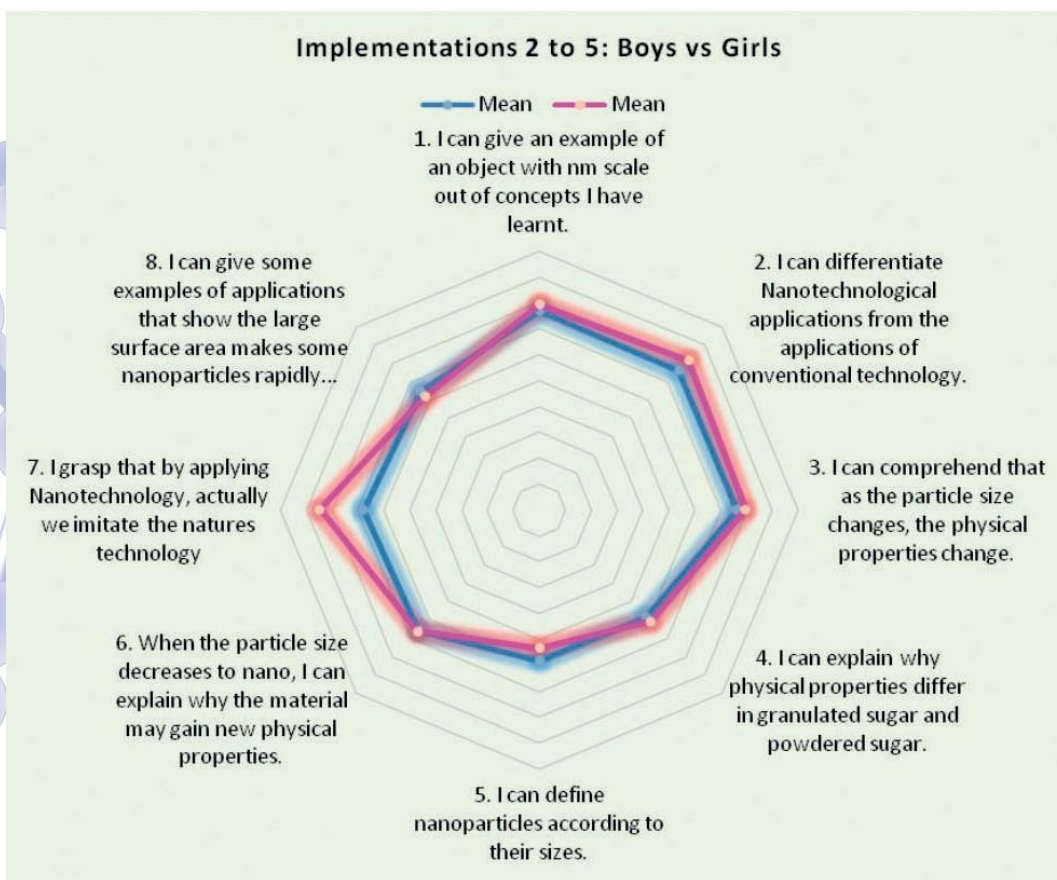 Implementations 2 to 5: Boys vs Girls
Mean Mean
1. I can give an example of
an object with nm scale
out of concepts I have
learnt.
2. I can differentiate
Nanotechnological
applications from the
applications of
conventional technology.
3. I can comprehend that
as the particle size
changes, the physical
properties change.
4. I can explain why
physical properties differ
in granulated sugar and
powdered sugar.
5. I can define
nanoparticles according to
their sizes.
6. When the particle size
decreases to nano, I can
explain why the material
may gain new physical
properties.
7. I grasp that by applying
Nanotechnology, actually
we imitate the natures
technology
8. I can give some
examples of applications
that show the large
surface area makes some
nanoparticles rapidly...